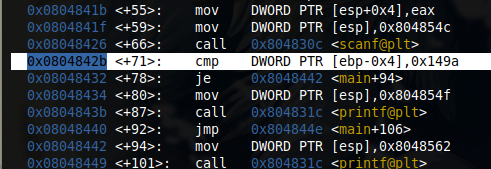 0x0804841b <+55>: mov DWORD PTR [esp+0x4],eax
0x0804841f <+59>: mov DWORD PTR [esp],0x804854c
0x08048426 <+66>: call 0x804830c <scanf@plt>
0x0804842b <+71>: cmp DWORD PTR [ebp-0x4],0x149a
0x08048432 <+78>: je 0x8048442 <main+94>
0x08048434 <+80>: mov DWORD PTR [esp],0x804854f
0x0804843b <+87>: call 0x804831c <printf@plt>
0x08048440 <+92>: jmp 0x804844e <main+106>
0x08048442 <+94>: mov DWORD PTR [esp],0x8048562
0x08048449 <+101>: call 0x804831c <printf@plt>